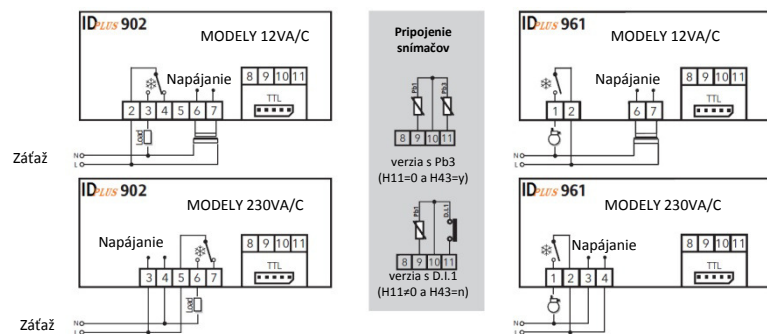 IDPLUS 902
MODELY 12VA/C
Napájanie
8 9 10 11
TTL
2 3 4 5 6 7
Load
Záťaž
N
L
IDPLUS 902
MODELY 230VA/C
Napájanie
8 9 10 11
TTL
3 4 5 6 7
Load
Záťaž
N
L
Pripojenie
snímačov
Pb1
Pb3
8 9 10 11
verzia s Pb3
(H11=0 a H43=y)
Pb1
D.I.1
8 9 10 11
verzia s D.I.1
(H11≠0 a H43=n)
IDPLUS 961
MODELY 12VA/C
Napájanie
8 9 10 11
TTL
1 2
6 7
N
L
IDPLUS 961
MODELY 230VA/C
Napájanie
8 9 10 11
TTL
1 2 3 4
N
L